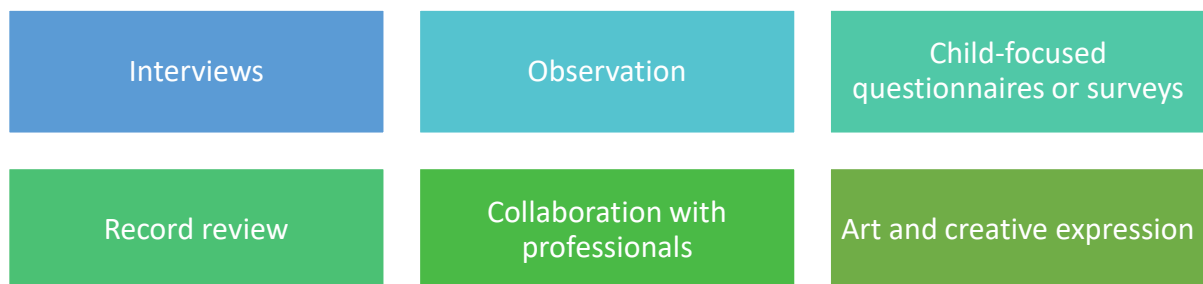 Interviews
Observation
Child-focused
questionnaires or surveys
Record review
Collaboration with
professionals
Art and creative expression